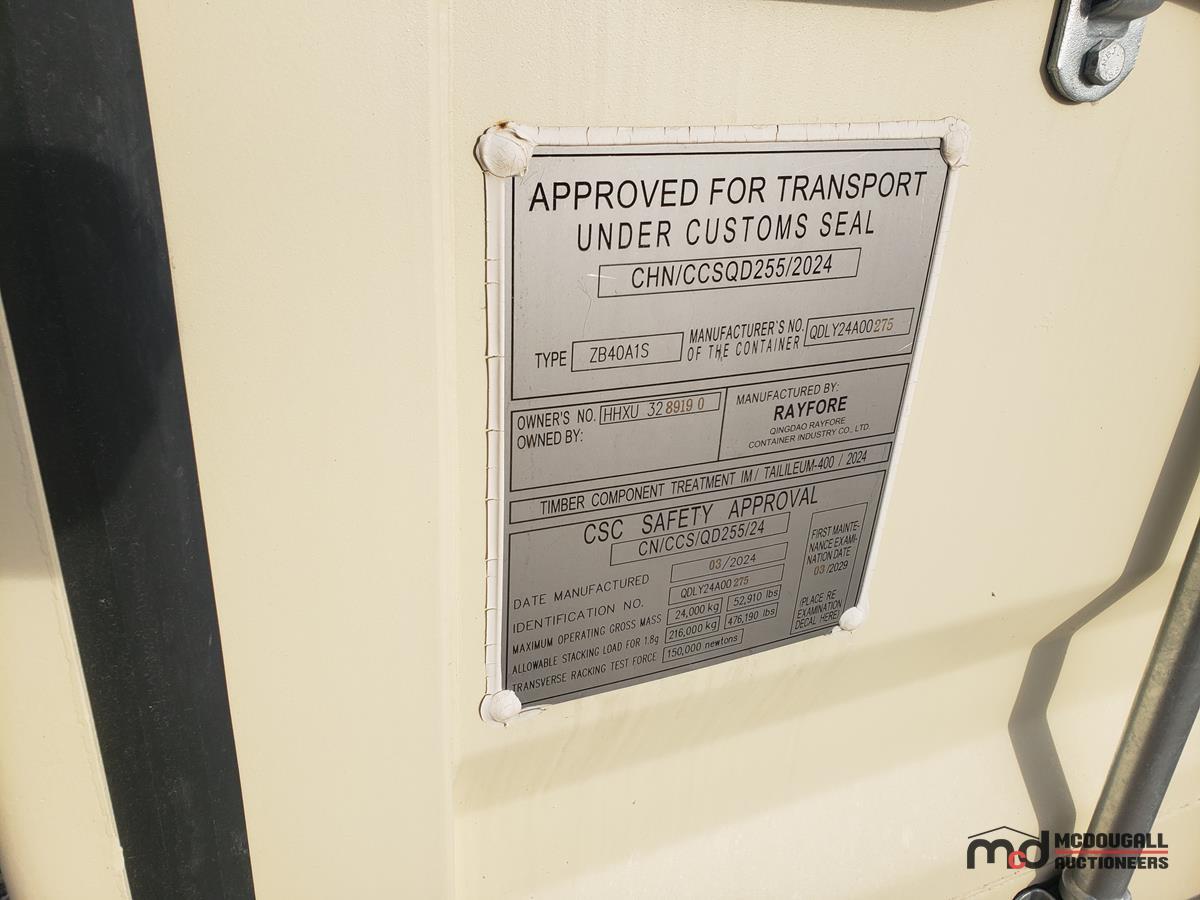 APPROVED FOR TRANSPORT
UNDER CUSTOMS SEAL
CHN/CCSQD255/2024
TYPE ZB40A1S
MANUFACTURER'S NO. OF THE CONTAINER QDLY24A00275
OWNER'S NO. HHXU 328919 0
OWNED BY:
MANUFACTURED BY:
RAYFORE
QINGDAO RAYFORE
CONTAINER INDUSTRY CO., LTD.
TIMBER COMPONENT TREATMENT IM / TAILILEUM-400 / 2024
CSC SAFETY APPROVAL
CN/CCS/QD255/24
DATE MANUFACTURED 03/2024
IDENTIFICATION NO. QDLY24A00275
MAXIMUM OPERATING GROSS MASS 24,000 kg 52,910 lbs
ALLOWABLE STACKING LOAD FOR 1.8g 216,000 kg 476,190 lbs
TRANSVERSE RACKING TEST FORCE 150,000 newtons
FIRST MAINTE-
NANCE EXAMI-
NATION DATE
03/2029
(PLACE RE
EXAMINATION
DECAL HERE)
mcd MCDOUGALL
AUCTIONEERS